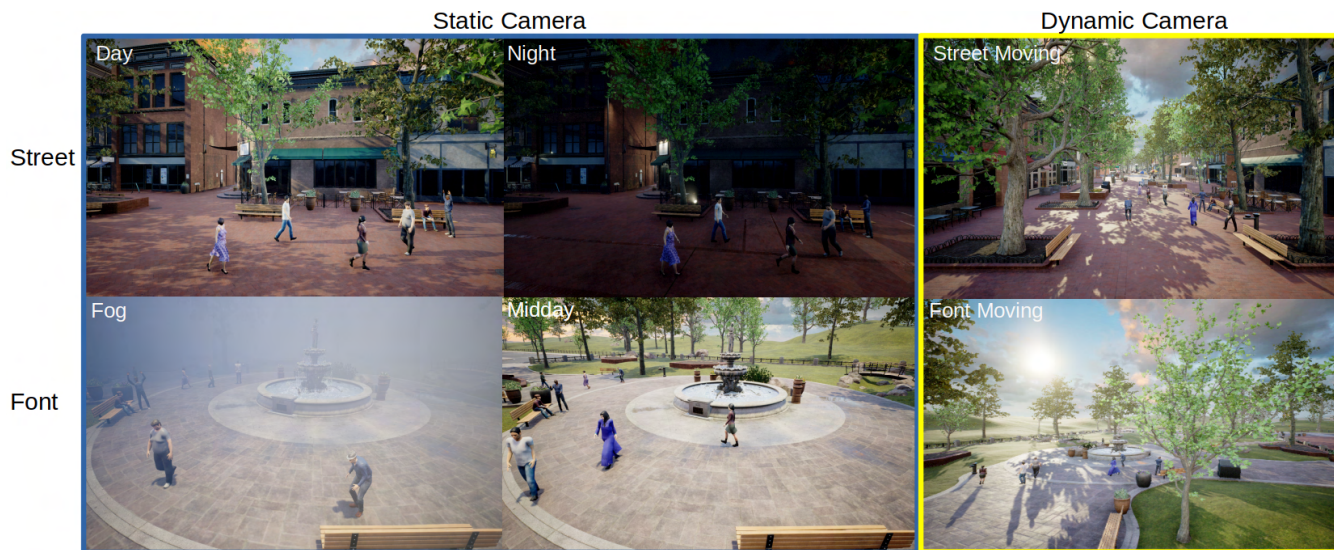 Static Camera
Dynamic Camera
Street
Day
Night
Street Moving
Font
Fog
Midday
Font Moving